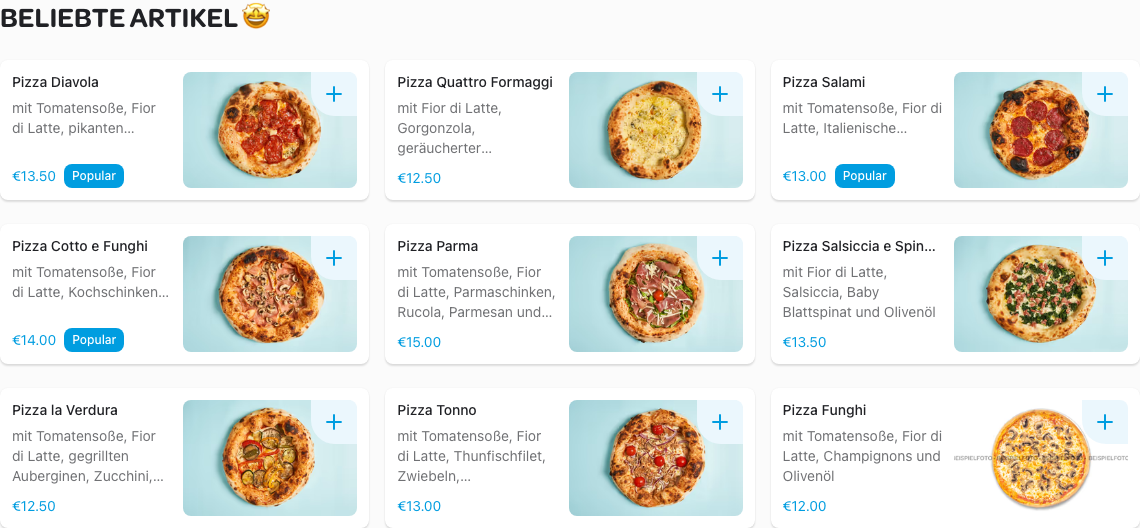 BELIEBTE ARTIKEL 🤩
Pizza Diavola
mit Tomatensoße, Fior
di Latte, pikanten...
€13.50 Popular
Pizza Quattro Formaggi
mit Fior di Latte,
Gorgonzola,
geräucherter...
€12.50
Pizza Salami
mit Tomatensoße, Fior di
Latte, Italienische...
€13.00 Popular
Pizza Cotto e Funghi
mit Tomatensoße, Fior
di Latte, Kochschinken...
€14.00 Popular
Pizza Parma
mit Tomatensoße, Fior
di Latte, Parmaschinken,
Rucola, Parmesan und...
€15.00
Pizza Salsiccia e Spin...
mit Fior di Latte,
Salsiccia, Baby
Blattspinat und Olivenöl
€13.50
Pizza la Verdura
mit Tomatensoße, Fior
di Latte, gegrillten
Auberginen, Zucchini,...
€12.50
Pizza Tonno
mit Tomatensoße, Fior
di Latte, Thunfischfilet,
Zwiebeln,...
€13.00
Pizza Funghi
mit Tomatensoße, Fior di
Latte, Champignons und
Olivenöl
€12.00